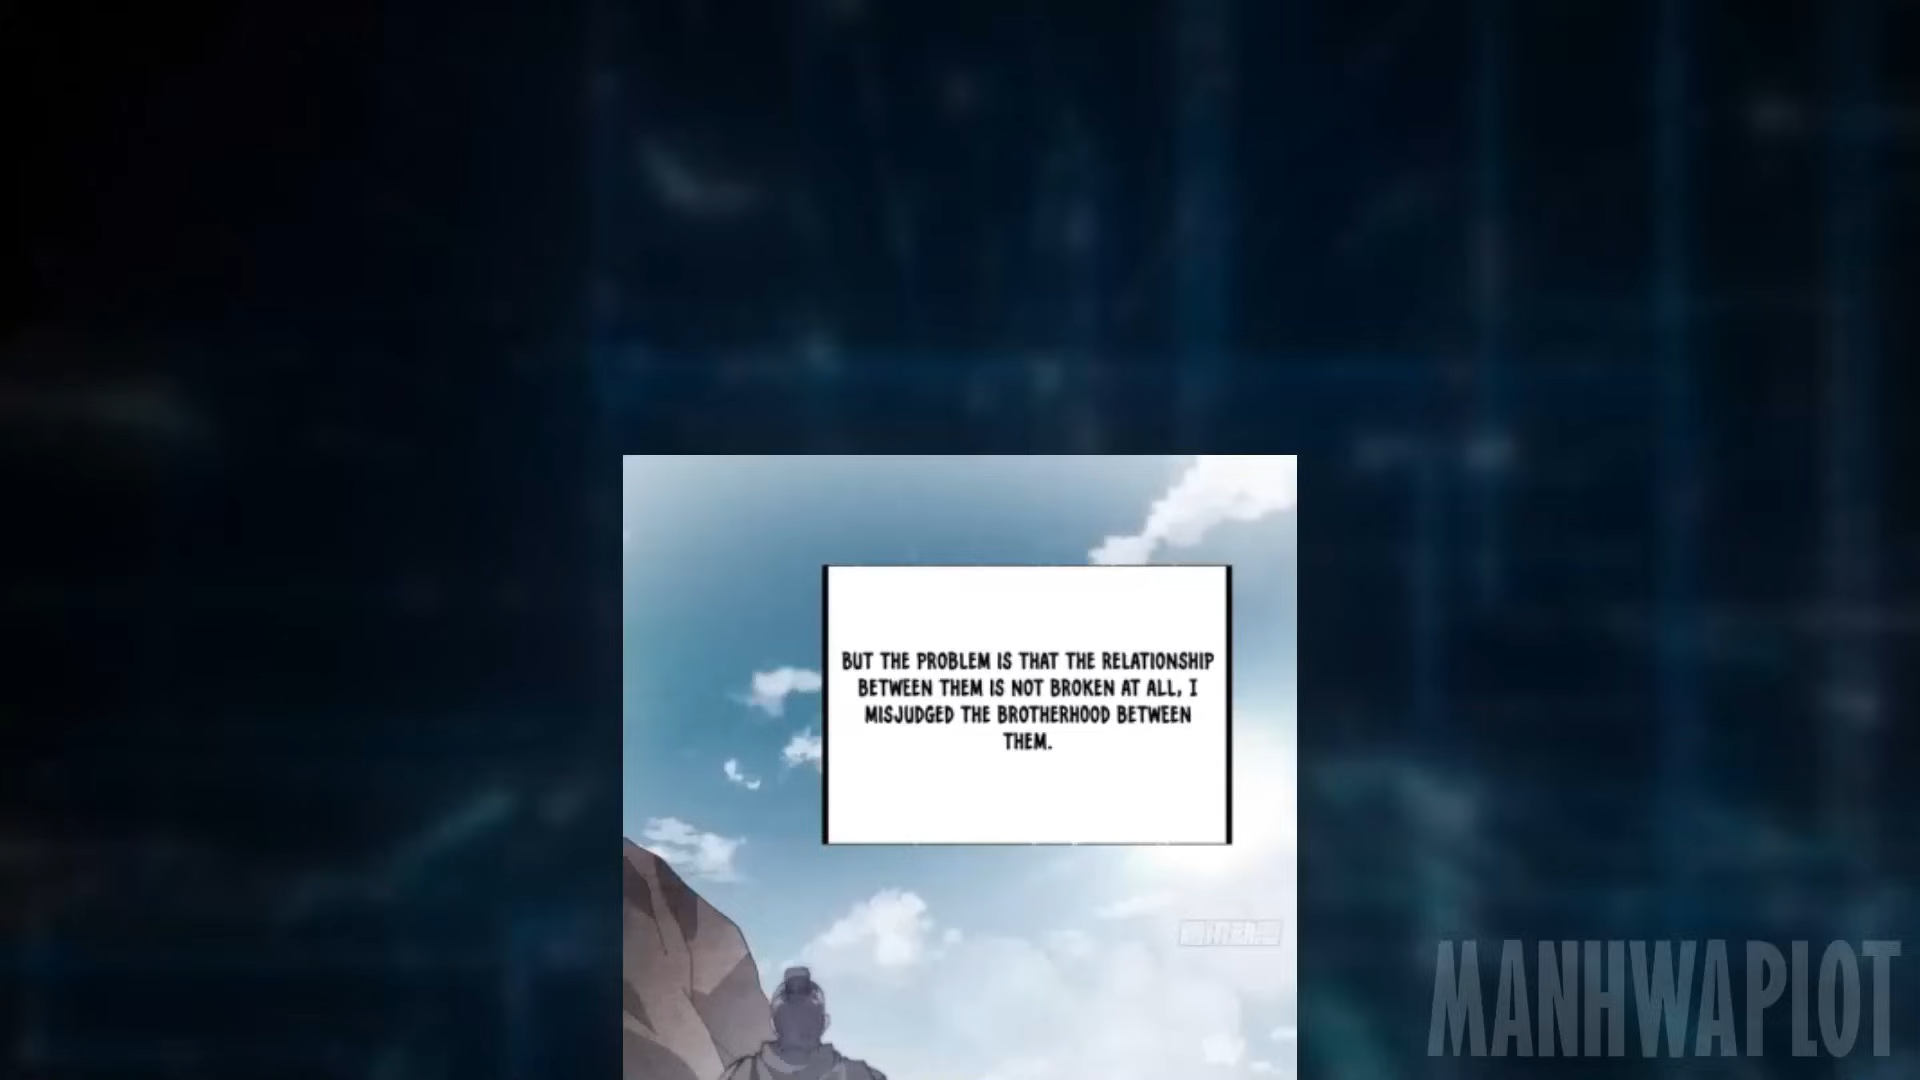 BUT THE PROBLEM IS THAT THE RELATIONSHIP
BETWEEN THEM IS NOT BROKEN AT ALL, I
MISJUDGED THE BROTHERHOOD BETWEEN
THEM.
MANHWAPLOT